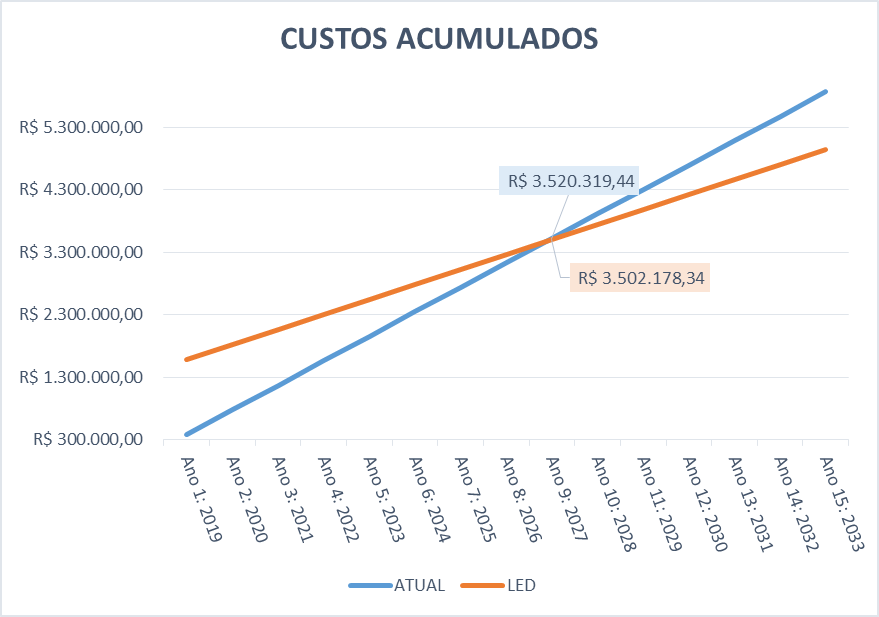 CUSTOS ACUMULADOS
R$ 5.300.000,00
R$ 4.300.000,00
R$ 3.300.000,00
R$ 2.300.000,00
R$ 1.300.000,00
R$ 300.000,00
R$ 3.520.319,44
R$ 3.502.178,34
Ano 1: 2019
Ano 2: 2020
Ano 3: 2021
Ano 4: 2022
Ano 5: 2023
Ano 6: 2024
Ano 7: 2025
Ano 8: 2026
Ano 9: 2027
Ano 10: 2028
Ano 11: 2029
Ano 12: 2030
Ano 13: 2031
Ano 14: 2032
Ano 15: 2033
ATUAL
LED